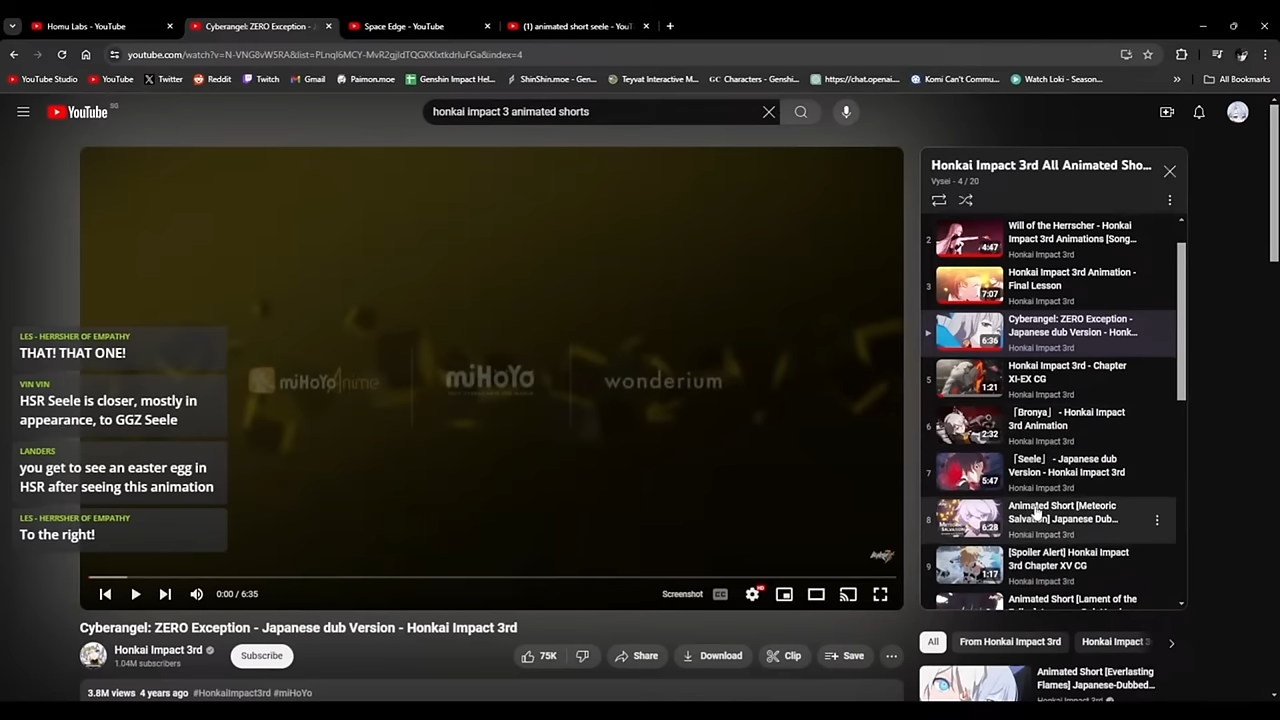 Homu Labs - YouTube
Cyberangel: ZERO Exception -
Space Edge - YouTube
(1) animated short seele - YouT
youtube.com/watch?v=N-VNG8vW5RA&list=PLnql6MCY-MvR2gjldTQGXKlxtkdrIuFGa&index=4
YouTube Studio
YouTube
Twitter
Reddit
Twitch
Gmail
Paimon.moe
Genshin Impact Hel...
ShinShin.moe - Gen...
Teyvat Interactive M...
GC Characters - Gensh...
https://chat.openai...
Komi Can't Commu...
Watch Loki - Season...
»
All Bookmarks
YouTube SG
honkai impact 3 animated shorts
Honkai Impact 3rd All Animated Sho...
Vysei - 4 / 20
2
4:47
Will of the Herrscher - Honkai
Impact 3rd Animations [Song...
Honkai Impact 3rd
3
7:07
Honkai Impact 3rd Animation -
Final Lesson
Honkai Impact 3rd
6:36
Cyberangel: ZERO Exception -
Japanese dub Version - Honk...
Honkai Impact 3rd
5
1:21
Honkai Impact 3rd - Chapter
XI-EX CG
Honkai Impact 3rd
6
2:32
「Bronya」 - Honkai Impact
3rd Animation
Honkai Impact 3rd
7
5:47
「Seele」 - Japanese dub
Version - Honkai Impact 3rd
Honkai Impact 3rd
8
6:28
Animated Short [Meteoric
Salvation] Japanese Dub...
Honkai Impact 3rd
9
1:17
[Spoiler Alert] Honkai Impact
3rd Chapter XV CG
Honkai Impact 3rd
Animated Short [Lament of the
LES - HERRSHER OF EMPATHY
THAT! THAT ONE!
VIN VIN
HSR Seele is closer, mostly in
appearance, to GGZ Seele
LANDERS
you get to see an easter egg in
HSR after seeing this animation
LES - HERRSHER OF EMPATHY
To the right!
miHoYo Anime
miHoYo
wonderium
0:00 / 6:35
Screenshot
CC
HD
Cyberangel: ZERO Exception - Japanese dub Version - Honkai Impact 3rd
Honkai Impact 3rd
1.04M subscribers
Subscribe
75K
Share
Download
Clip
Save
3.8M views 4 years ago #HonkaiImpact3rd #miHoYo
All
From Honkai Impact 3rd
Honkai Impact 3
Animated Short [Everlasting
Flames] Japanese-Dubbed...
Honkai Impact 3rd